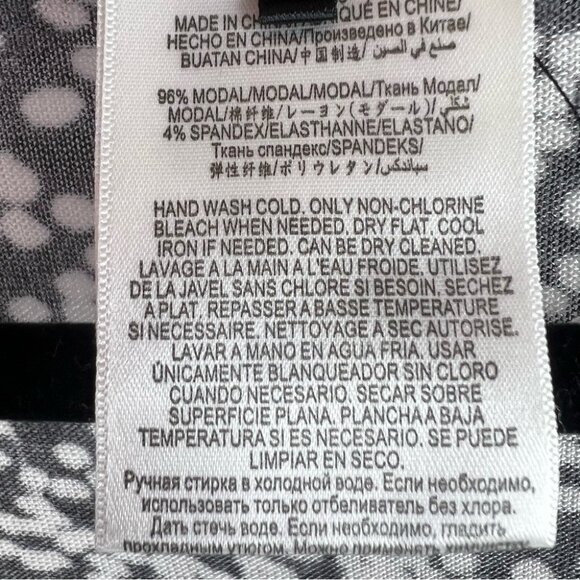 MADE IN CH QUÉ EN CHINE/
HECHO EN CHINA/Произведено в Китае/
BUATAN CHINA/中国制造/ صنع في الصين/
96% MODAL/MODAL/MODAL/Ткань Модал/
MODAL/棉纤维/レーヨン(モダール)/
4% SPANDEX/ELASTHANNE/ELASTANO/
Ткань спандекс/SPANDEKS/
弹性纤维/ポリウレタン/سباندكس
HAND WASH COLD. ONLY NON-CHLORINE
BLEACH WHEN NEEDED. DRY FLAT. COOL
IRON IF NEEDED. CAN BE DRY CLEANED.
LAVAGE A LA MAIN A L'EAU FROIDE. UTILISEZ
DE LA JAVEL SANS CHLORE SI BESOIN. SECHEZ
A PLAT. REPASSER A BASSE TEMPERATURE
SI NECESSAIRE. NETTOYAGE A SEC AUTORISE.
LAVAR A MANO EN AGUA FRIA. USAR
ÚNICAMENTE BLANQUEADOR SIN CLORO
CUANDO NECESARIO. SECAR SOBRE
SUPERFICIE PLANA. PLANCHA A BAJA
TEMPERATURA SI ES NECESARIO. SE PUEDE
LIMPIAR EN SECO.
Ручная стирка в холодной воде. Если необходимо,
использовать только отбеливатель без хлора.
Дать стечь воде. Если необходимо, гладить
прохладным утюгом. Можно применять